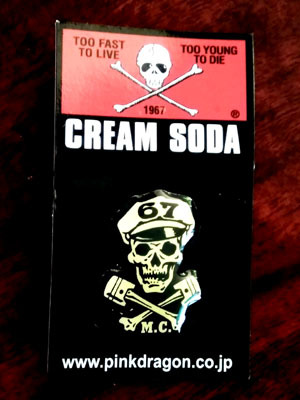 TOO FAST
TO LIVE
TOO YOUNG
TO DIE
1967
®
CREAM SODA
67
M.C.
www.pinkdragon.co.jp